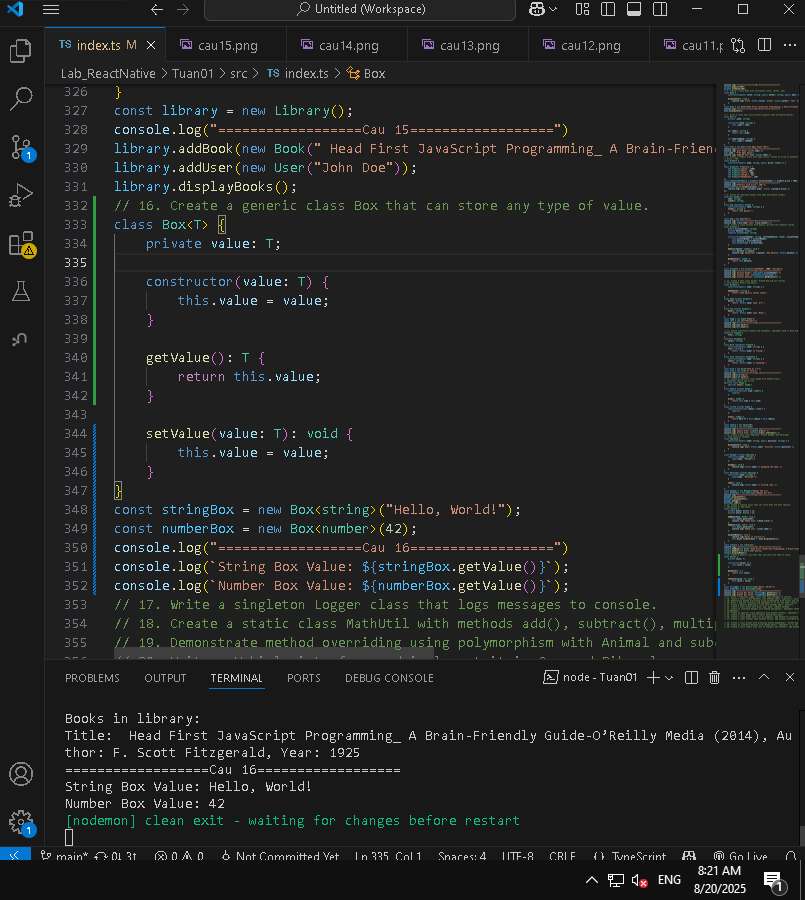 Untitled (Workspace)
TS index.ts M
cau15.png
cau14.png
cau13.png
cau12.png
cau11.p
Lab_ReactNative > Tuan01 > src > TS index.ts > Box
326 }
327 const library = new Library();
328 console.log("==================Cau 15==================")
329 library.addBook(new Book(" Head First JavaScript Programming_ A Brain-Frien
330 library.addUser(new User("John Doe"));
331 library.displayBooks();
332 // 16. Create a generic class Box that can store any type of value.
333 class Box<T> {
334 private value: T;
335
336 constructor(value: T) {
337 this.value = value;
338 }
339
340 getValue(): T {
341 return this.value;
342 }
343
344 setValue(value: T): void {
345 this.value = value;
346 }
347 }
348 const stringBox = new Box<string>("Hello, World!");
349 const numberBox = new Box<number>(42);
350 console.log("==================Cau 16==================")
351 console.log(`String Box Value: ${stringBox.getValue()}`);
352 console.log(`Number Box Value: ${numberBox.getValue()}`);
353 // 17. Write a singleton Logger class that logs messages to console.
354 // 18. Create a static class MathUtil with methods add(), subtract(), multip
355 // 19. Demonstrate method overriding using polymorphism with Animal and sub
PROBLEMS OUTPUT TERMINAL PORTS DEBUG CONSOLE
node - Tuan01
Books in library:
Title:  Head First JavaScript Programming_ A Brain-Friendly Guide-O’Reilly Media (2014), Au
thor: F. Scott Fitzgerald, Year: 1925
==================Cau 16==================
String Box Value: Hello, World!
Number Box Value: 42
[nodemon] clean exit - waiting for changes before restart
main* 0↓ 3↑ 0 0 Not Committed Yet Ln 335, Col 1 Spaces: 4 UTF-8 CRLF {} TypeScript Go Live
ENG
8:21 AM
8/20/2025
1